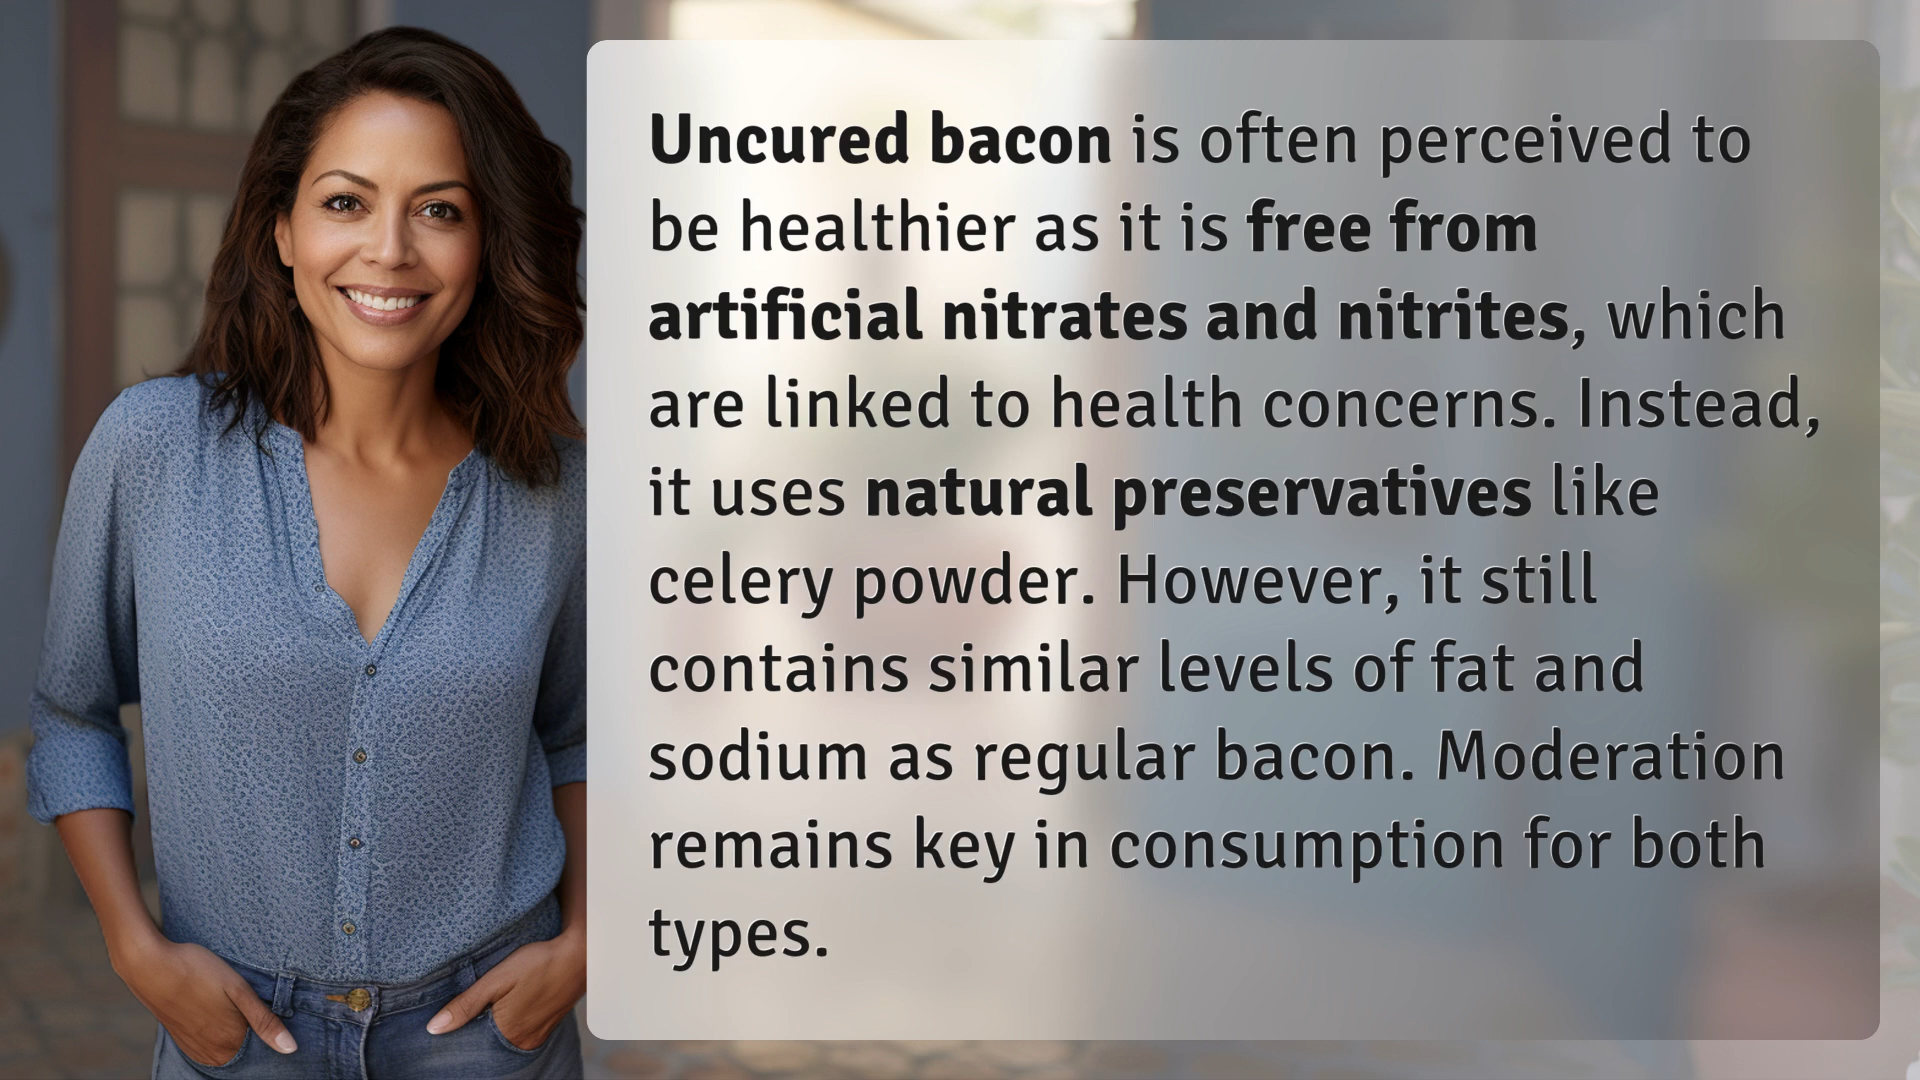 Uncured bacon is often perceived to
be healthier as it is free from
artificial nitrates and nitrites, which
are linked to health concerns. Instead,
it uses natural preservatives like
celery powder. However, it still
contains similar levels of fat and
sodium as regular bacon. Moderation
remains key in consumption for both
types.